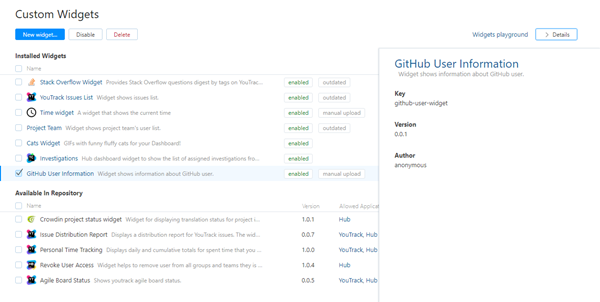 Custom Widgets
New widget... Disable Delete Widgets playground > Details
Installed Widgets
Name
Stack Overflow Widget Provides Stack Overflow questions digest by tags on YouTrac... enabled outdated
YouTrack Issues List Widget shows issues list. enabled outdated
Time widget A widget that shows the current time enabled manual upload
Project Team Widget shows project team's user list. enabled outdated
Cats Widget GIFs with funny fluffy cats for your Dashboard! enabled
Investigations Hub dashboard widget to show the list of assigned investigations fro... enabled
GitHub User Information Widget shows information about GitHub user. enabled manual upload
GitHub User Information
Widget shows information about GitHub user.
Key
github-user-widget
Version
0.0.1
Author
anonymous
Available In Repository
Name Version Allowed Applicat
Crowdin project status widget Widget for displaying translation status for project i... 1.0.1 Hub
Issue Distribution Report Displays a distribution report for YouTrack issues. The wid... 0.0.7 YouTrack, Hub
Personal Time Tracking Displays daily and cumulative totals for spent time that you ... 1.0.0 YouTrack, Hub
Revoke User Access Widget helps to remove user from all groups and teams they is... 1.0.4 Hub
Agile Board Status Shows youtrack agile board status. 0.0.5 YouTrack, Hub